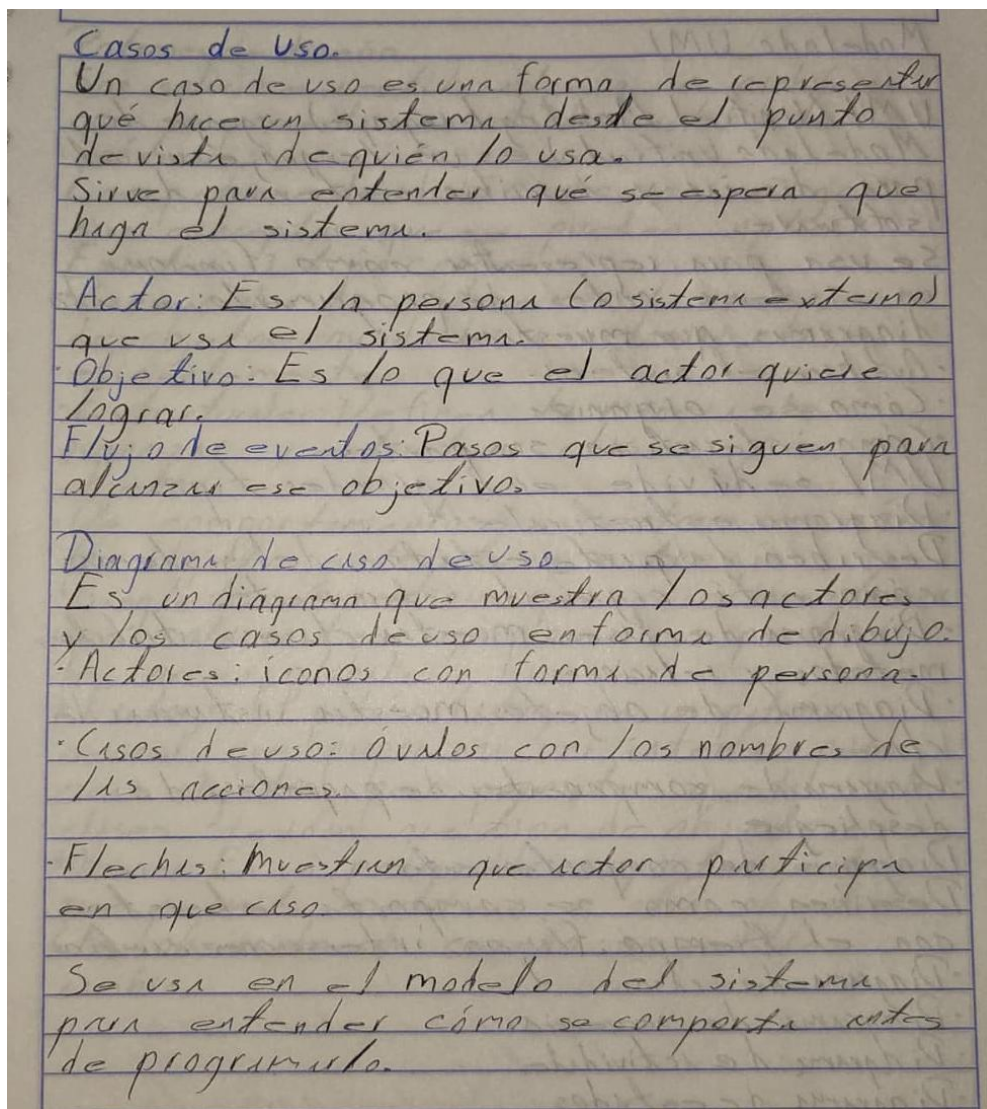 Casos de Uso.
Un caso de uso es una forma de representar
qué hace un sistema desde el punto
de vista de quién lo usa.
Sirve para entender qué se espera que
haga el sistema.
Actor: Es la persona (o sistema externo)
que usa el sistema.
· Objetivo: Es lo que el actor quiere
lograr.
Flujo de eventos: Pasos que se siguen para
alcanzar ese objetivo.
Diagrama de caso de uso
Es un diagrama que muestra los actores
y los casos de uso en forma de dibujo.
· Actores: iconos con forma de persona.
· Casos de uso: óvalos con los nombres de
las acciones.
· Flechas: Muestran que actor participa
en que caso.
Se usa en el modelo del sistema
para entender cómo se comporta antes
de programarlo.